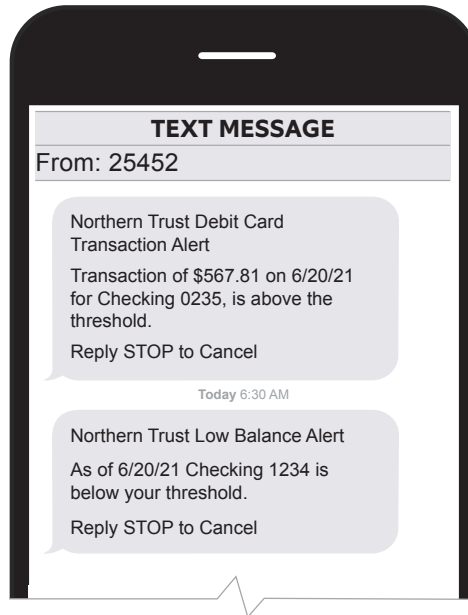 TEXT MESSAGE
From: 25452
Northern Trust Debit Card
Transaction Alert
Transaction of $567.81 on 6/20/21
for Checking 0235, is above the
threshold.
Reply STOP to Cancel
Today 6:30 AM
Northern Trust Low Balance Alert
As of 6/20/21 Checking 1234 is
below your threshold.
Reply STOP to Cancel